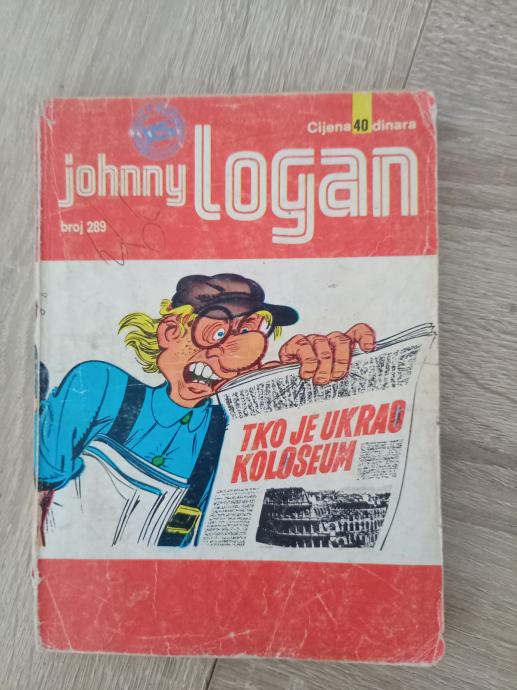 Cijena 40 dinara
johnny logan
broj 289
TKO JE UKRAO
KOLOSEUM